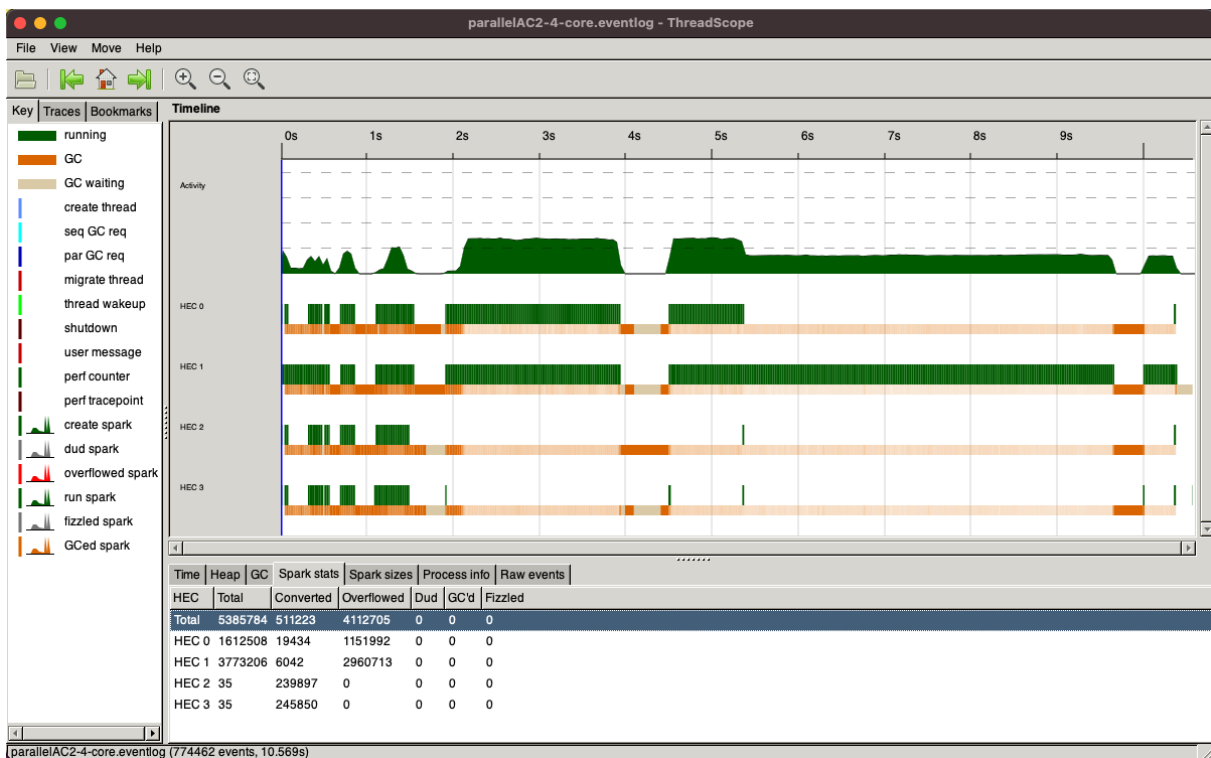 parallelAC2-4-core.eventlog - ThreadScope
File View Move Help
Key Traces Bookmarks
running
GC
GC waiting
create thread
seq GC req
par GC req
migrate thread
thread wakeup
shutdown
user message
perf counter
perf tracepoint
create spark
dud spark
overflowed spark
run spark
fizzled spark
GCed spark
Timeline
0s 1s 2s 3s 4s 5s 6s 7s 8s 9s
Activity
HEC 0
HEC 1
HEC 2
HEC 3
Time Heap GC Spark stats Spark sizes Process info Raw events
HEC Total Converted Overflowed Dud GC'd Fizzled
Total 5385784 511223 4112705 0 0 0
HEC 0 1612508 19434 1151992 0 0 0
HEC 1 3773206 6042 2960713 0 0 0
HEC 2 35 239897 0 0 0 0
HEC 3 35 245850 0 0 0 0
parallelAC2-4-core.eventlog (774462 events, 10.569s)